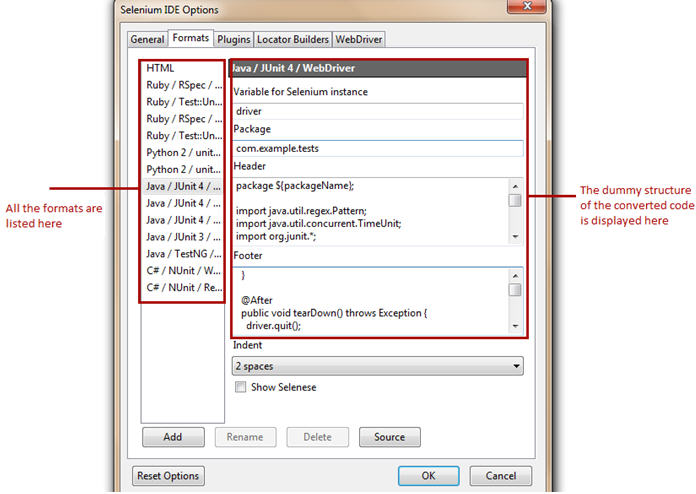 Selenium IDE Options
General Formats Plugins Locator Builders WebDriver
HTML
Ruby / RSpec / ...
Ruby / Test::Un...
Ruby / RSpec / ...
Ruby / Test::Un...
Python 2 / unit...
Python 2 / unit...
Java / JUnit 4 / ...
Java / JUnit 4 / ...
Java / JUnit 4 / ...
Java / JUnit 3 / ...
Java / TestNG / ...
C# / NUnit / W...
C# / NUnit / Re...
Java / JUnit 4 / WebDriver
Variable for Selenium instance
driver
Package
com.example.tests
Header
package ${packageName};
import java.util.regex.Pattern;
import java.util.concurrent.TimeUnit;
import org.junit.*;
Footer
}
@After
public void tearDown() throws Exception {
driver.quit();
Indent
2 spaces
Show Selenese
Add Rename Delete Source
Reset Options OK Cancel
All the formats are
listed here
The dummy structure
of the converted code
is displayed here